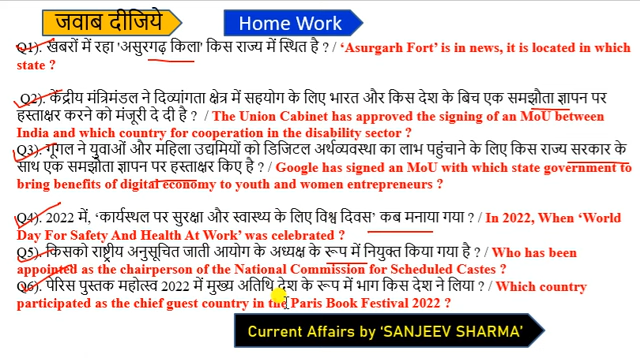 जवाब दीजिये
Home Work
Q1). खबरों में रहा 'असुरगढ़ किला' किस राज्य में स्थित है ? / ‘Asurgarh Fort’ is in news, it is located in which
state ?
Q2). केंद्रीय मंत्रिमंडल ने दिव्यांगता क्षेत्र में सहयोग के लिए भारत और किस देश के बिच एक समझौता ज्ञापन पर
हस्ताक्षर करने को मंजूरी दे दी है ? / The Union Cabinet has approved the signing of an MoU between
India and which country for cooperation in the disability sector ?
Q3). गूगल ने युवाओं और महिला उद्यमियों को डिजिटल अर्थव्यवस्था का लाभ पहुंचाने के लिए किस राज्य सरकार के
साथ एक समझौता ज्ञापन पर हस्ताक्षर किए है ? / Google has signed an MoU with which state government to
bring benefits of digital economy to youth and women entrepreneurs ?
Q4). 2022 में, ‘कार्यस्थल पर सुरक्षा और स्वास्थ्य के लिए विश्व दिवस’ कब मनाया गया ? / In 2022, When ‘World
Day For Safety And Health At Work’ was celebrated ?
Q5). किसको राष्ट्रीय अनुसूचित जाती आयोग के अध्यक्ष के रूप में नियुक्त किया गया है ? / Who has been
appointed as the chairperson of the National Commission for Scheduled Castes ?
Q6). पेरिस पुस्तक महोत्स्व 2022 में मुख्य अतिथि देश के रूप में भाग किस देश ने लिया ? / Which country
participated as the chief guest country in the Paris Book Festival 2022 ?
Current Affairs by ‘SANJEEV SHARMA’